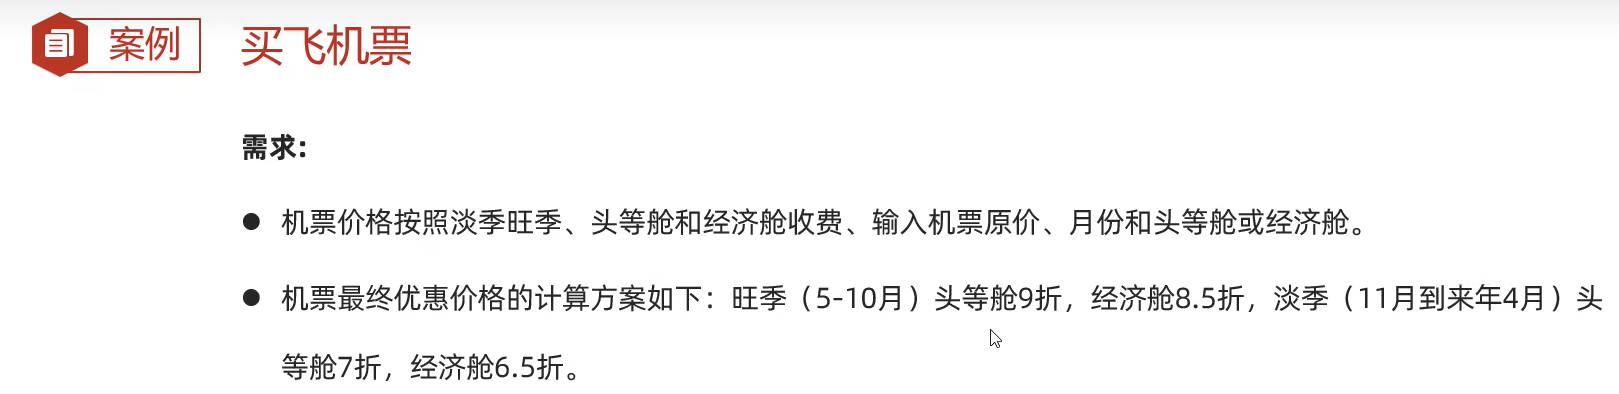 案例 买飞机票
需求:
● 机票价格按照淡季旺季、头等舱和经济舱收费、输入机票原价、月份和头等舱或经济舱。
● 机票最终优惠价格的计算方案如下：旺季（5-10月）头等舱9折，经济舱8.5折，淡季（11月到来年4月）头
等舱7折，经济舱6.5折。